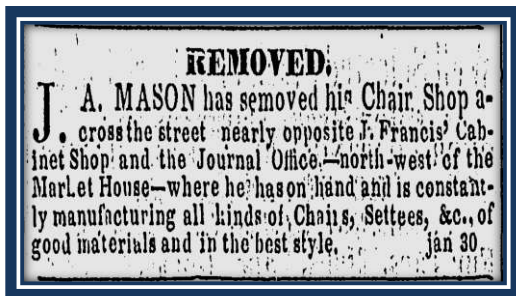 REMOVED.
J. A. MASON has semoved his Chair Shop a-
cross the street nearly opposite J. Francis' Cab-
inet Shop and the Journal Office,—north-west of the
Market House—where he has on hand and is constant-
ly manufacturing all kinds of Chairs, Settees, &c., of
good materials and in the best style. jan 30.